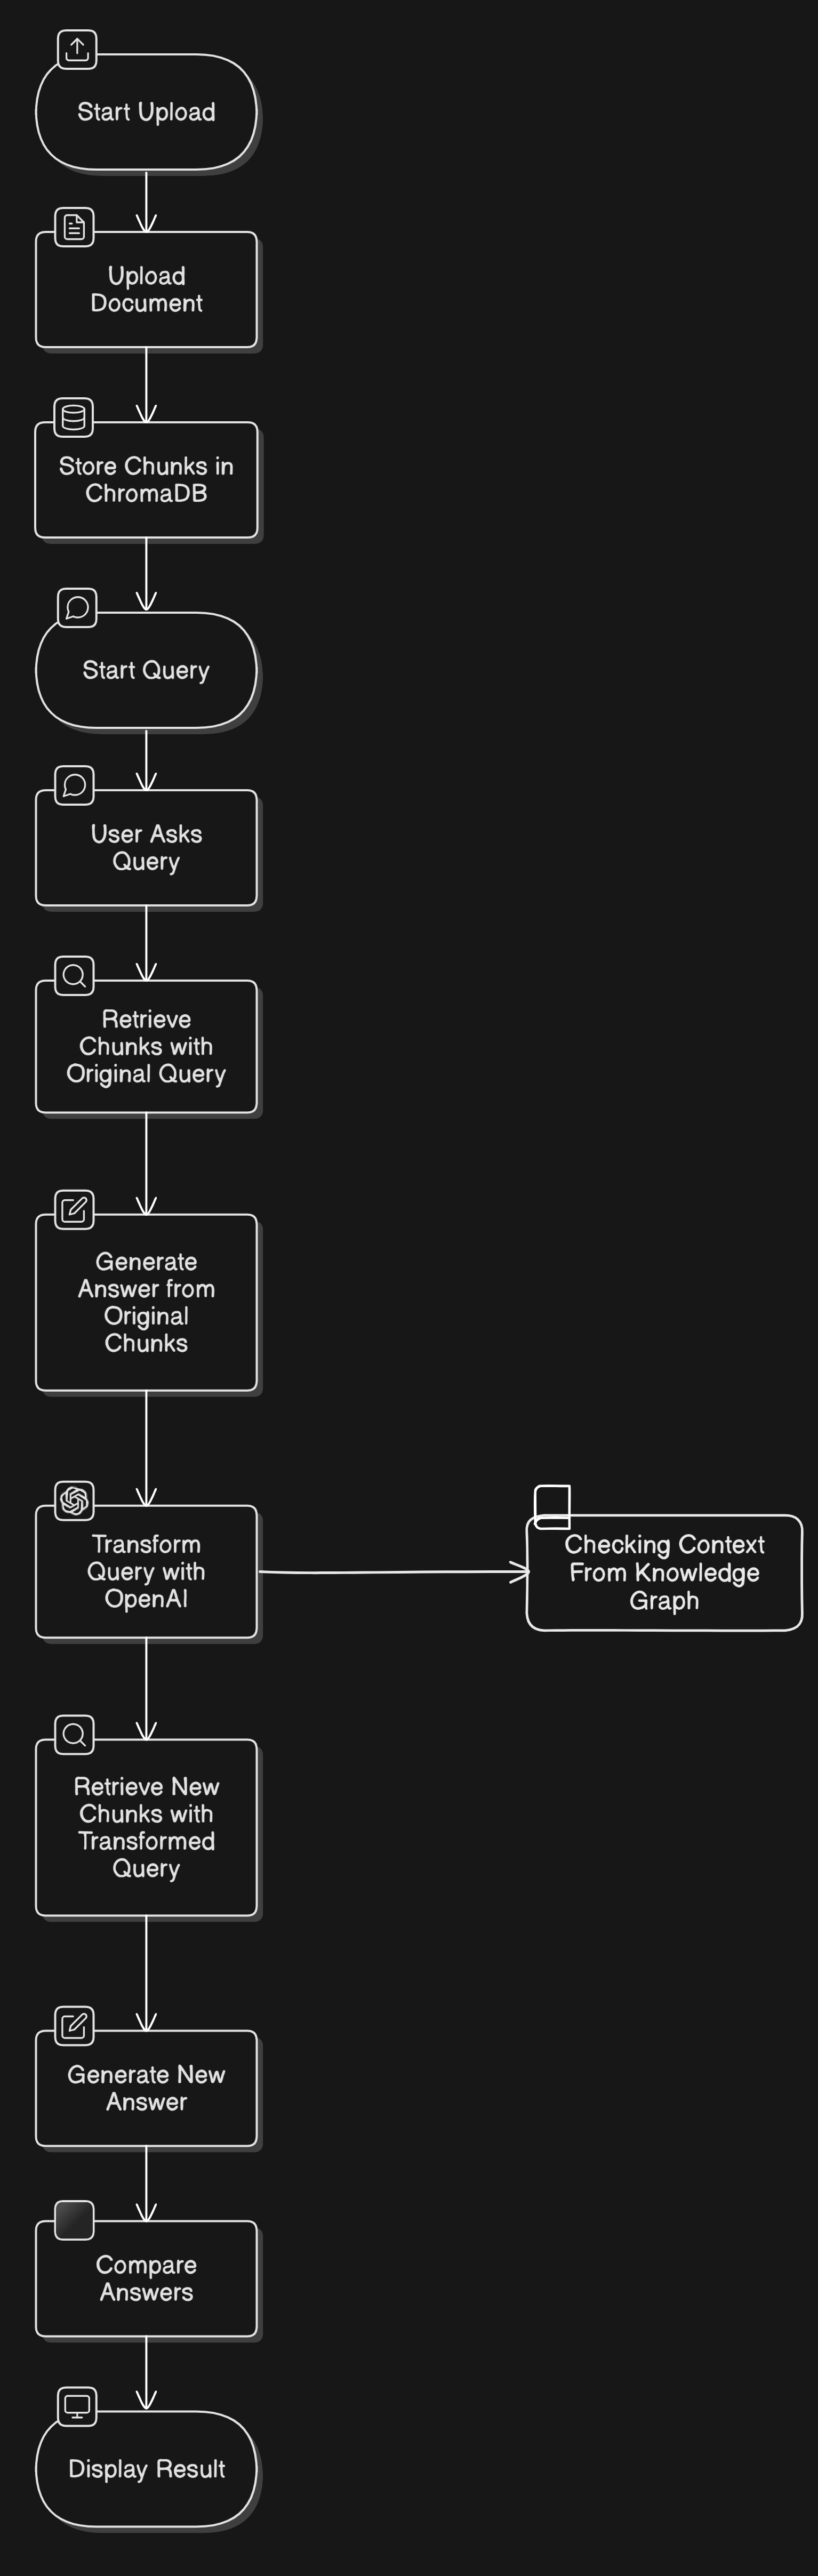 Start Upload
Upload
Document
Store Chunks in
ChromaDB
Start Query
User Asks
Query
Retrieve
Chunks with
Original Query
Generate
Answer from
Original
Chunks
Transform
Query with
OpenAI
Checking Context
From Knowledge
Graph
Retrieve New
Chunks with
Transformed
Query
Generate New
Answer
Compare
Answers
Display Result